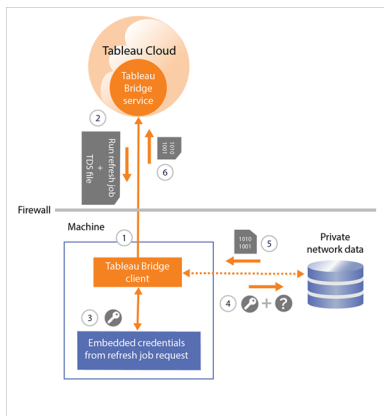 Tableau Cloud
Tableau
Bridge
service
2
Run refresh job
+
TDS file
1010
1001
6
Firewall
Machine
1
1010
1001
5
Private
network data
Tableau Bridge
client
4
+
?
3
Embedded credentials
from refresh job request